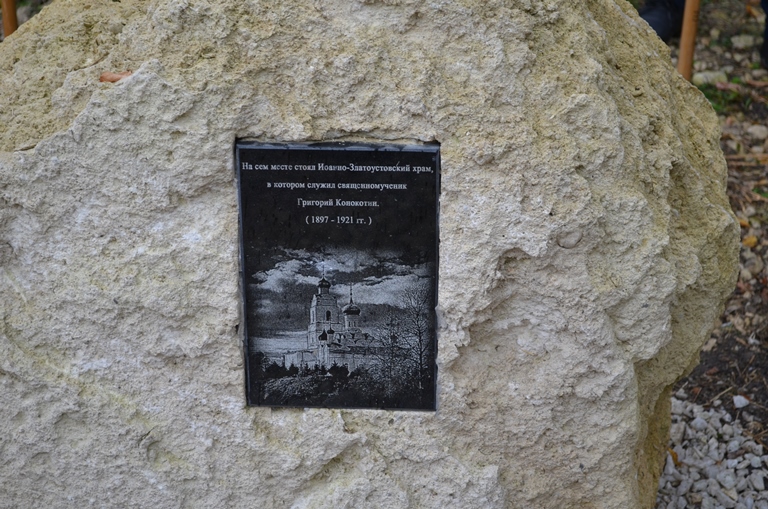 На сем месте стоял Иоанно-Златоустовский храм,
в котором служил священномученик
Григорий Конокотин.
( 1897 - 1921 гг. )